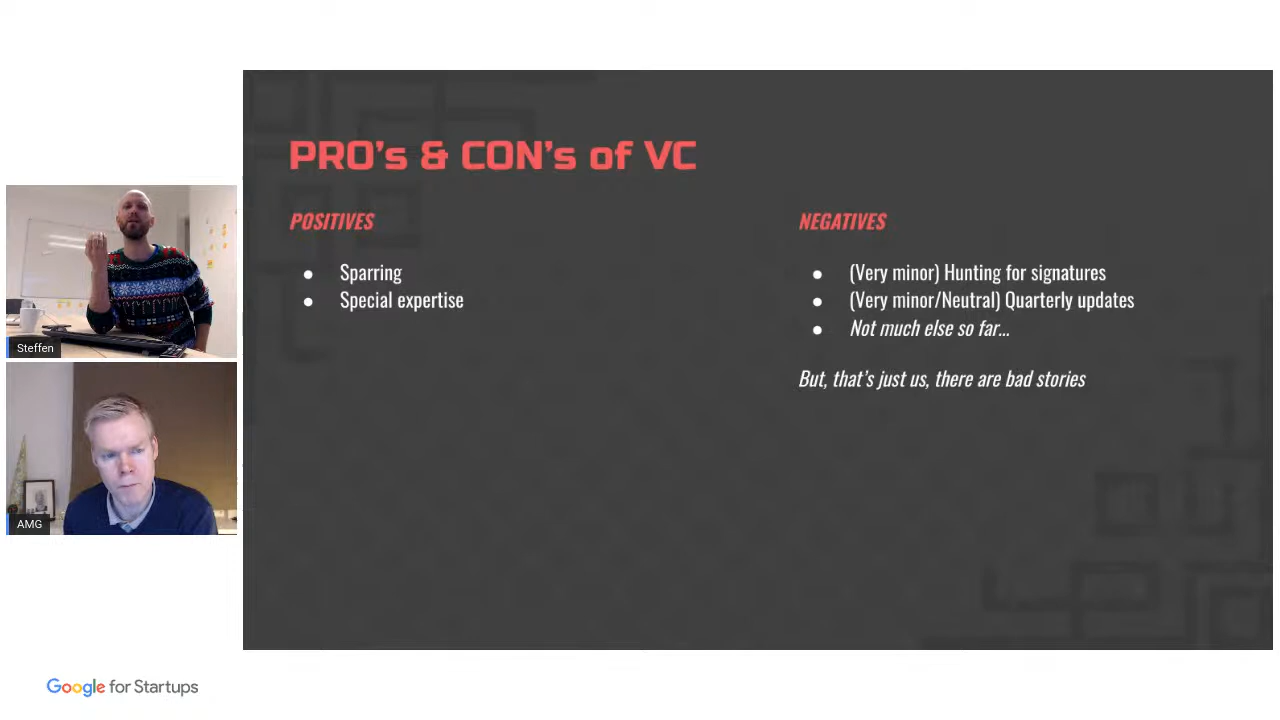 PRO's & CON's of VC
POSITIVES
● Sparring
● Special expertise
NEGATIVES
● (Very minor) Hunting for signatures
● (Very minor/Neutral) Quarterly updates
● Not much else so far...
But, that's just us, there are bad stories
Steffen
AMG
Google for Startups